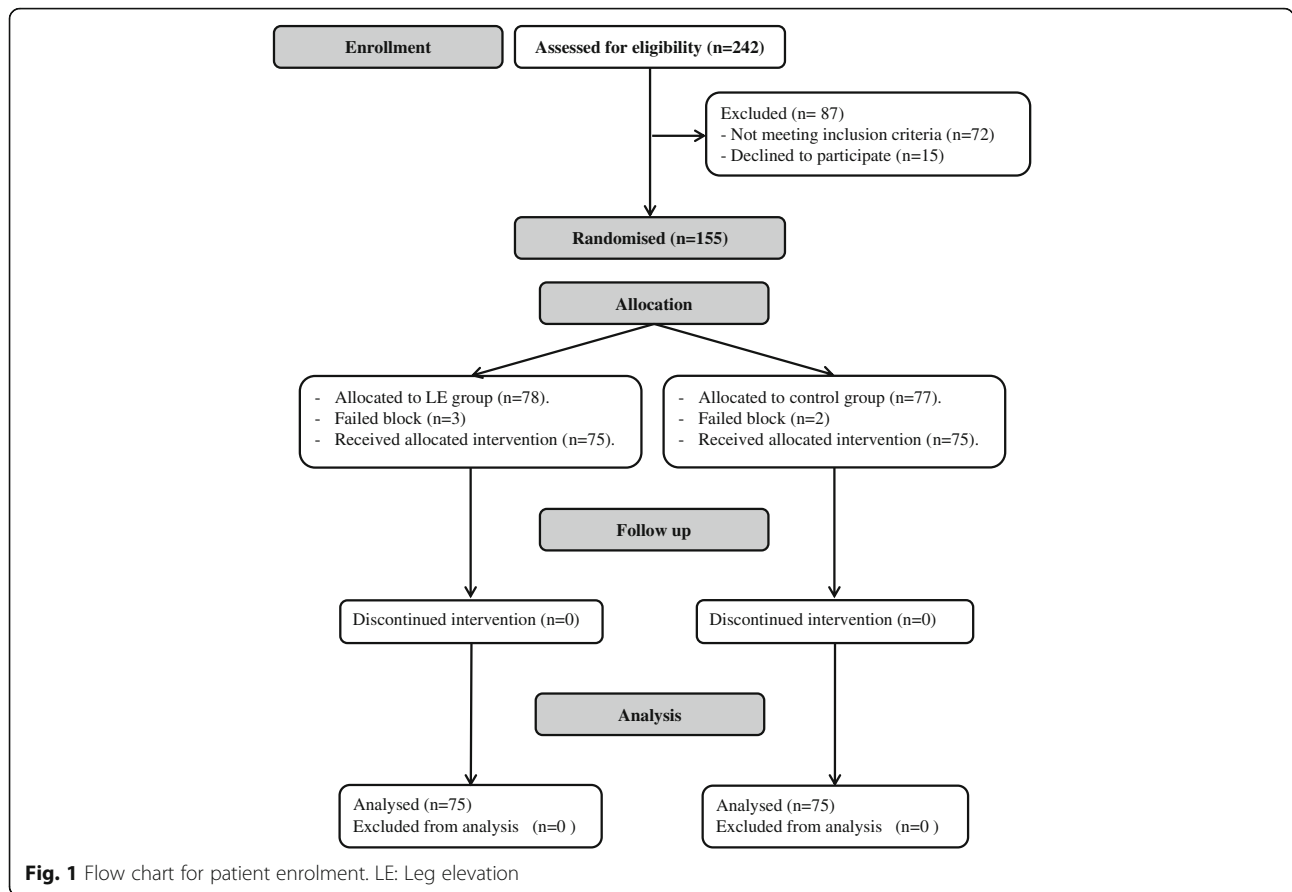 Enrollment
Assessed for eligibility (n=242)
Excluded (n= 87)
- Not meeting inclusion criteria (n=72)
- Declined to participate (n=15)
Randomised (n=155)
Allocation
- Allocated to LE group (n=78).
- Failed block (n=3)
- Received allocated intervention (n=75).
- Allocated to control group (n=77).
- Failed block (n=2)
- Received allocated intervention (n=75).
Follow up
Discontinued intervention (n=0)
Discontinued intervention (n=0)
Analysis
Analysed (n=75)
Excluded from analysis (n=0 )
Analysed (n=75)
Excluded from analysis (n=0 )
Fig. 1 Flow chart for patient enrolment. LE: Leg elevation